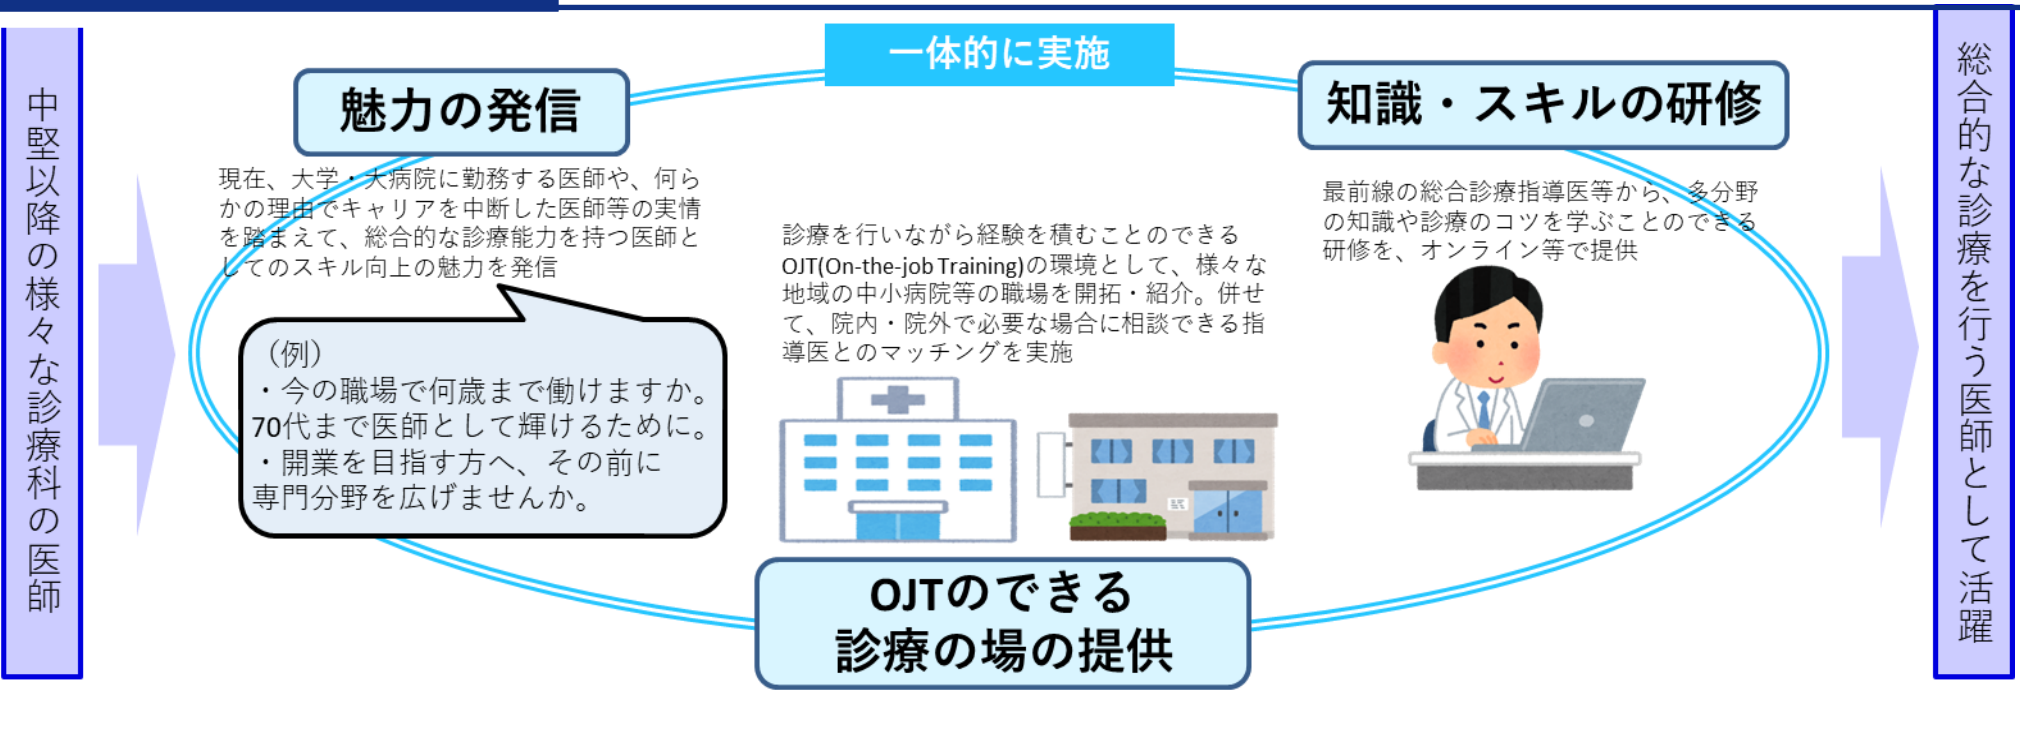 一体的に実施
中堅以降の様々な診療科の医師
魅力の発信
現在、大学・大病院に勤務する医師や、何ら
かの理由でキャリアを中断した医師等の実情
を踏まえて、総合的な診療能力を持つ医師と
してのスキル向上の魅力を発信
（例）
・今の職場で何歳まで働けますか。
70代まで医師として輝けるために。
・開業を目指す方へ、その前に
専門分野を広げませんか。
診療を行いながら経験を積むことのできる
OJT(On-the-job Training)の環境として、様々な
地域の中小病院等の職場を開拓・紹介。併せ
て、院内・院外で必要な場合に相談できる指
導医とのマッチングを実施
OJTのできる
診療の場の提供
知識・スキルの研修
最前線の総合診療指導医等から、多分野
の知識や診療のコツを学ぶことのできる
研修を、オンライン等で提供
総合的な診療を行う医師として活躍